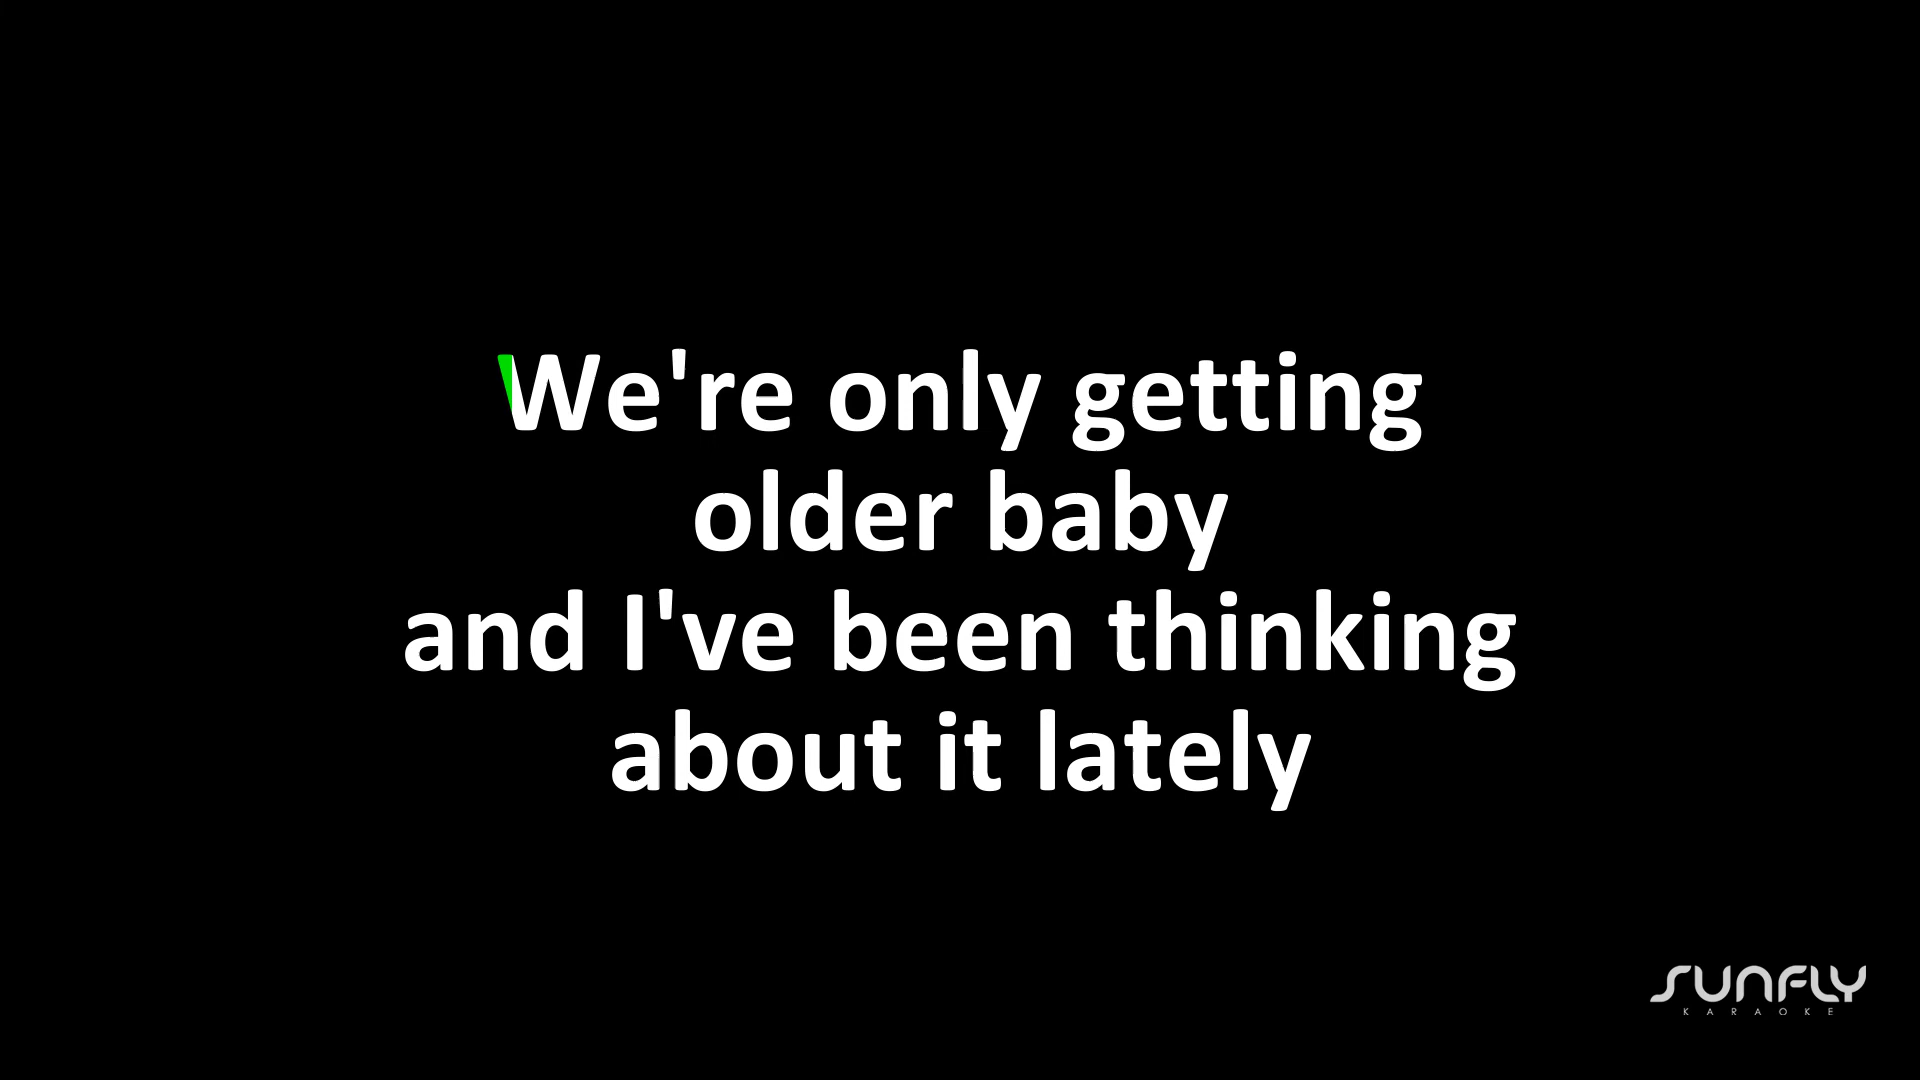 We're only getting
older baby
and I've been thinking
about it lately
SUNFLY
KARAOKE